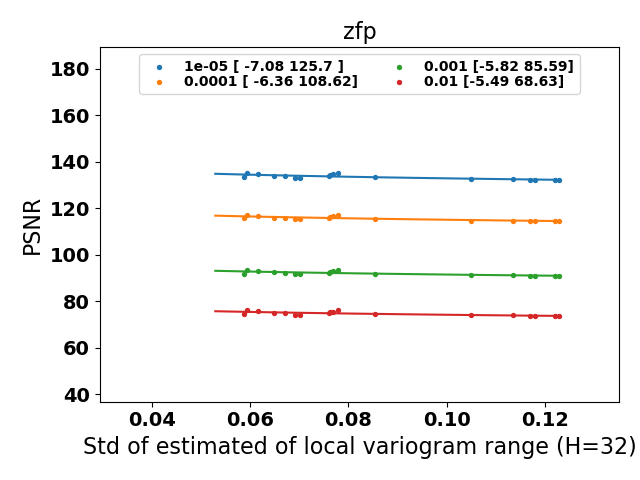 zfp
1e-05 [ -7.08 125.7 ]
0.0001 [ -6.36 108.62]
0.001 [-5.82 85.59]
0.01 [-5.49 68.63]
PSNR
180
160
140
120
100
80
60
40
0.04 0.06 0.08 0.10 0.12
Std of estimated of local variogram range (H=32)